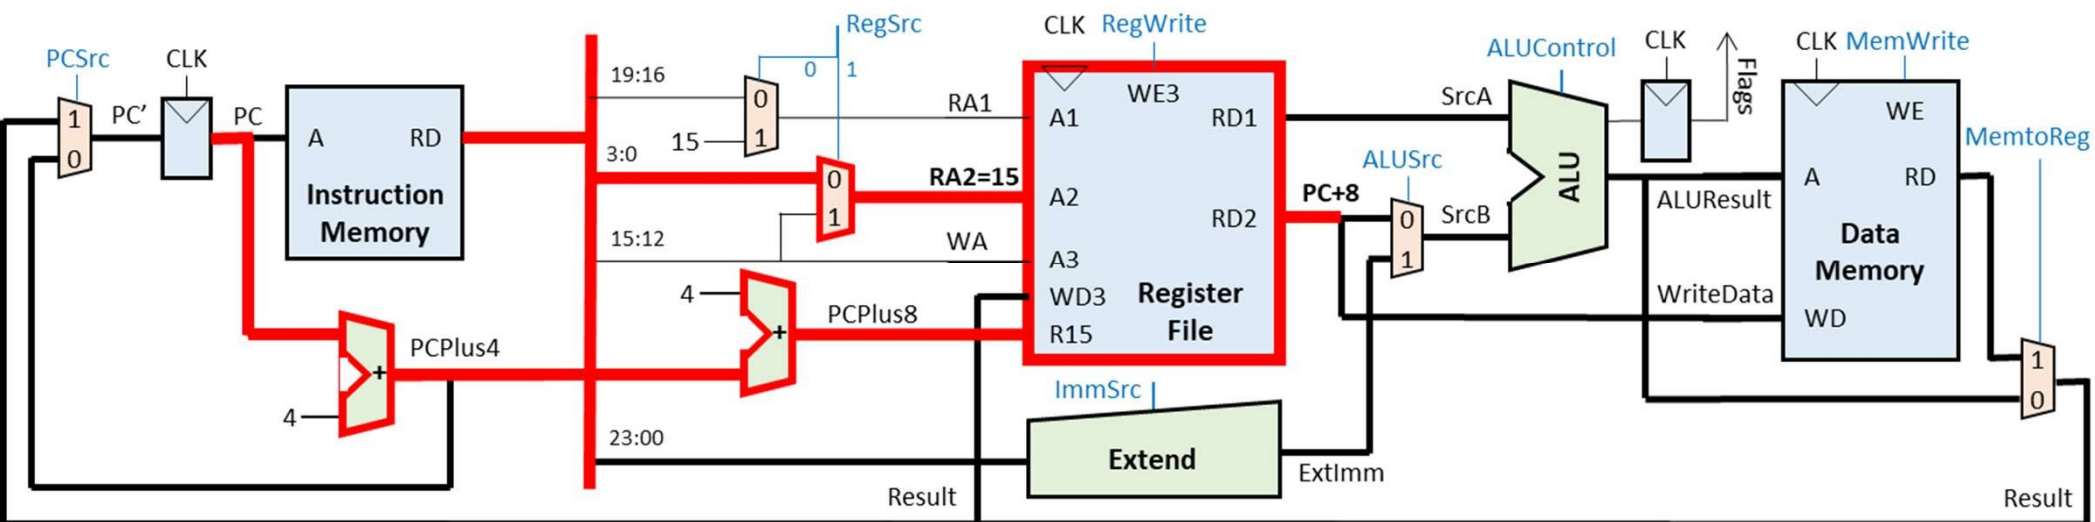 PCSrc
1
0
PC’
CLK
PC
A
RD
Instruction
Memory
4
+
PCPlus4
19:16
15
3:0
15:12
23:00
RegSrc
0
1
0
1
0
1
4
+
PCPlus8
RA1
RA2=15
WA
Result
CLK
RegWrite
WE3
A1
RD1
A2
RD2
A3
WD3
R15
Register
File
ImmSrc
Extend
ExtImm
PC+8
ALUSrc
0
1
SrcA
SrcB
ALUControl
ALU
CLK
Flags
ALUResult
WriteData
CLK
MemWrite
WE
A
RD
Data
Memory
WD
MemtoReg
1
0
Result